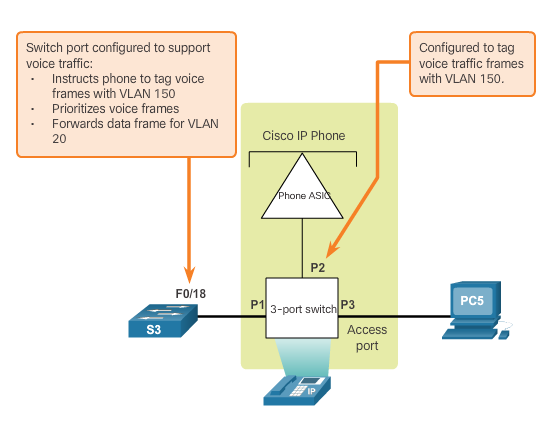 Switch port configured to support
voice traffic:
• Instructs phone to tag voice
frames with VLAN 150
• Prioritizes voice frames
• Forwards data frame for VLAN
20
Configured to tag
voice traffic frames
with VLAN 150.
Cisco IP Phone
Phone ASIC
P2
F0/18
P1
3-port switch
P3
PC5
S3
Access
port
IP